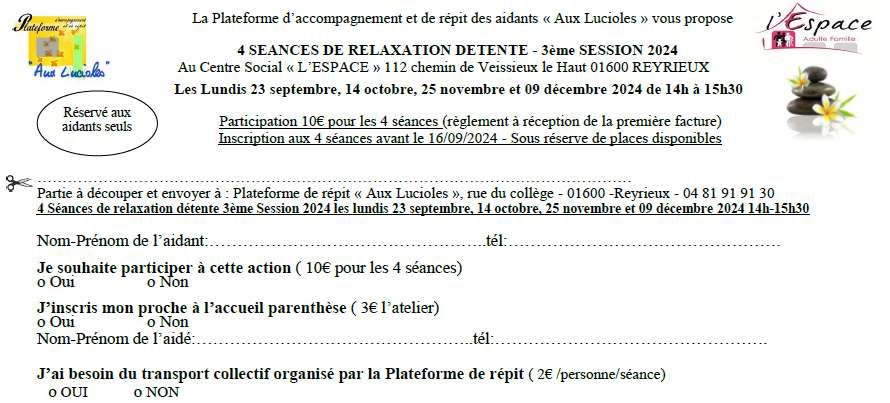 Plateforme
d'accompagnement
et de répit
"Aux Lucioles"
La Plateforme d'accompagnement et de répit des aidants « Aux Lucioles » vous propose
l'Espace
Adulte Famille
4 SEANCES DE RELAXATION DETENTE - 3ème SESSION 2024
Au Centre Social « L'ESPACE » 112 chemin de Veissieux le Haut 01600 REYRIEUX
Les Lundis 23 septembre, 14 octobre, 25 novembre et 09 décembre 2024 de 14h à 15h30
Réservé aux
aidants seuls
Participation 10€ pour les 4 séances (règlement à réception de la première facture)
Inscription aux 4 séances avant le 16/09/2024 - Sous réserve de places disponibles
Partie à découper et envoyer à : Plateforme de répit « Aux Lucioles », rue du collège - 01600 -Reyrieux - 04 81 91 91 30
4 Séances de relaxation détente 3ème Session 2024 les lundis 23 septembre, 14 octobre, 25 novembre et 09 décembre 2024 14h-15h30
Nom-Prénom de l'aidant:…………………………………………….tél:…………………………………………….
Je souhaite participer à cette action ( 10€ pour les 4 séances)
o Oui o Non
J'inscris mon proche à l'accueil parenthèse ( 3€ l'atelier)
o Oui o Non
Nom-Prénom de l'aidé:……………………………………………..tél:…………………………………………….
J'ai besoin du transport collectif organisé par la Plateforme de répit ( 2€ /personne/séance)
o OUI o NON